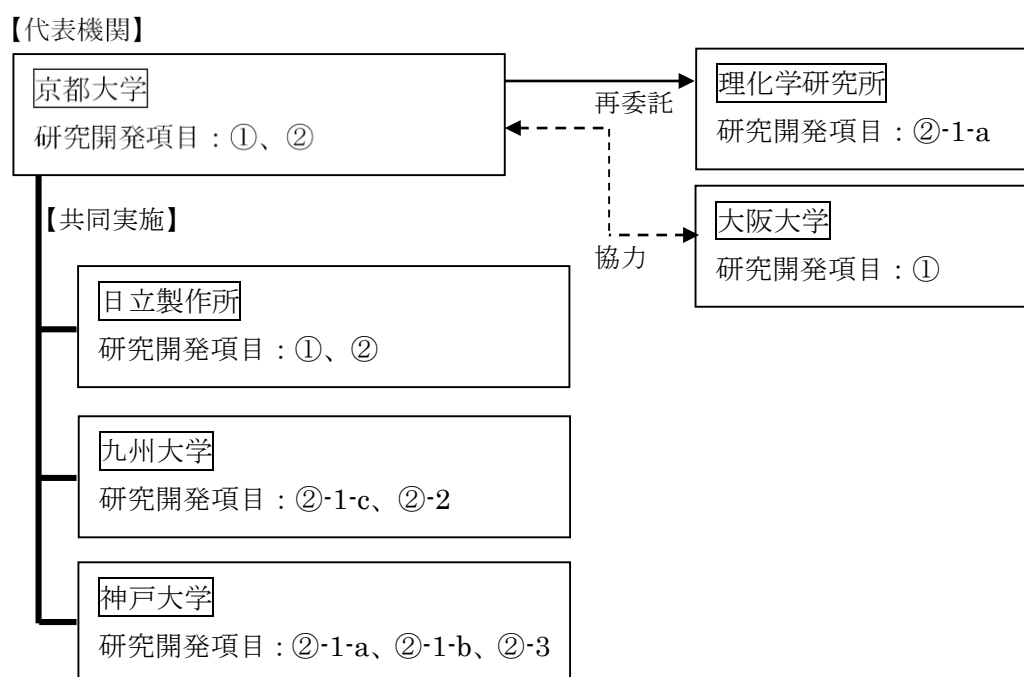 【代表機関】
京都大学
研究開発項目：①、②
再委託
理化学研究所
研究開発項目：②-1-a
協力
大阪大学
研究開発項目：①
【共同実施】
日立製作所
研究開発項目：①、②
九州大学
研究開発項目：②-1-c、②-2
神戸大学
研究開発項目：②-1-a、②-1-b、②-3